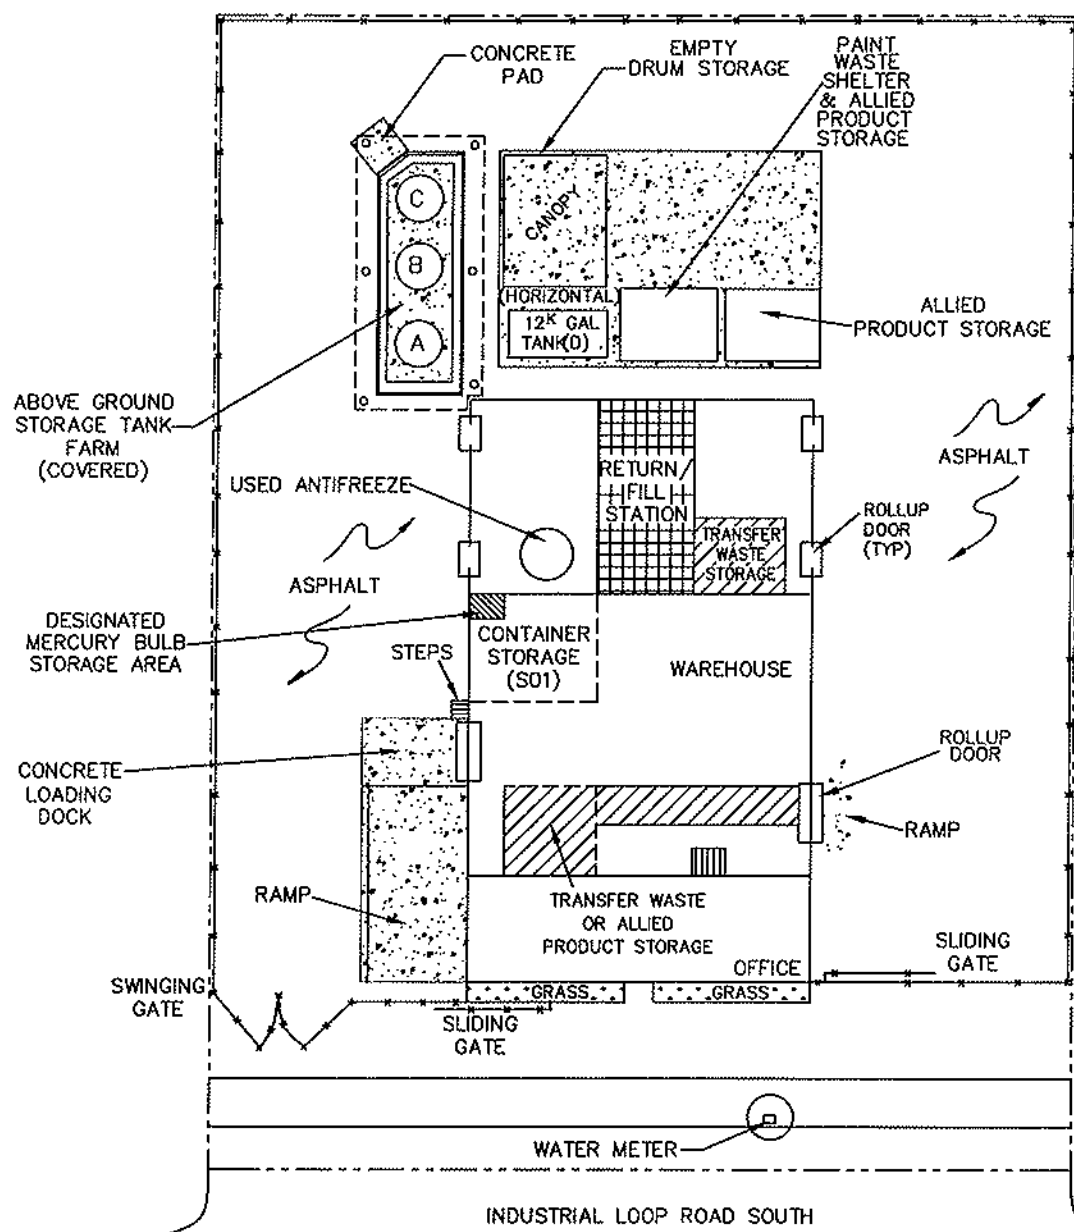 CONCRETE
PAD
EMPTY
DRUM STORAGE
PAINT
WASTE
SHELTER
& ALLIED
PRODUCT
STORAGE
C
B
A
CANOPY
(HORIZONTAL)
12K GAL
TANK(D)
ALLIED
PRODUCT STORAGE
ABOVE GROUND
STORAGE TANK
FARM
(COVERED)
USED ANTIFREEZE
RETURN/
FILL
STATION
TRANSFER
WASTE
STORAGE
ROLLUP
DOOR
(TYP)
ASPHALT
ASPHALT
DESIGNATED
MERCURY BULB
STORAGE AREA
STEPS
CONTAINER
STORAGE
(S01)
WAREHOUSE
ROLLUP
DOOR
CONCRETE
LOADING
DOCK
RAMP
RAMP
TRANSFER WASTE
OR ALLIED
PRODUCT STORAGE
OFFICE
SLIDING
GATE
SWINGING
GATE
GRASS
GRASS
SLIDING
GATE
WATER METER
INDUSTRIAL LOOP ROAD SOUTH